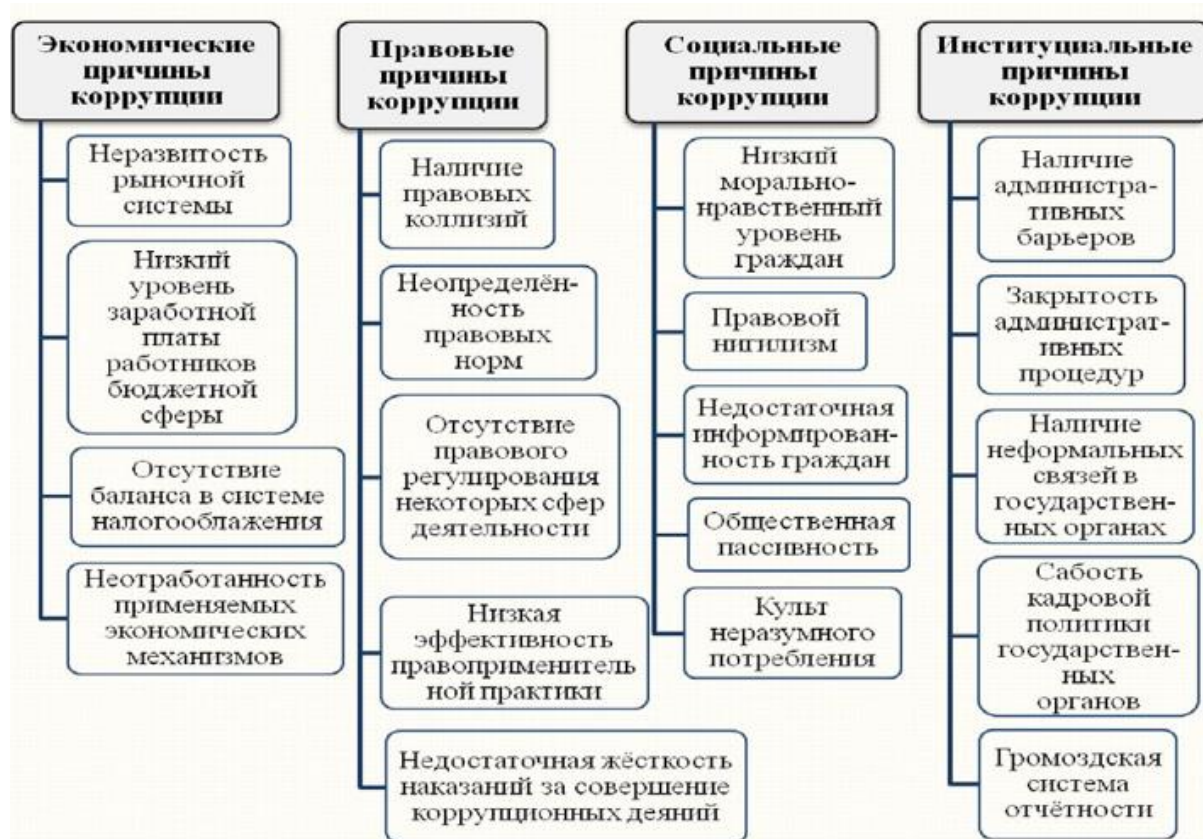 Экономические
причины
коррупции
Неразвитость
рыночной
системы
Низкий
уровень
заработной
платы
работников
бюджетной
сферы
Отсутствие
баланса в системе
налогооблажения
Неотработанность
применяемых
экономических
механизмов
Правовые
причины
коррупции
Наличие
правовых
коллизий
Неопределён-
ность
правовых
норм
Отсутствие
правового
регулирования
некоторых сфер
деятельности
Низкая
эффективность
правоприменитель
ной практики
Недостаточная жёсткость
наказаний за совершение
коррупционных деяний
Социальные
причины
коррупции
Низкий
морально-
нравственный
уровень
граждан
Правовой
нигилизм
Недостаточная
информирован-
ность граждан
Общественная
пассивность
Культ
неразумного
потребления
Институциальные
причины
коррупции
Наличие
администра-
тивных
барьеров
Закрытость
административ-
ивных
процедур
Наличие
неформальных
связей в
государствен-
ных органах
Сабость
кадровой
политики
государствен-
ных
органов
Громоздская
система
отчётности